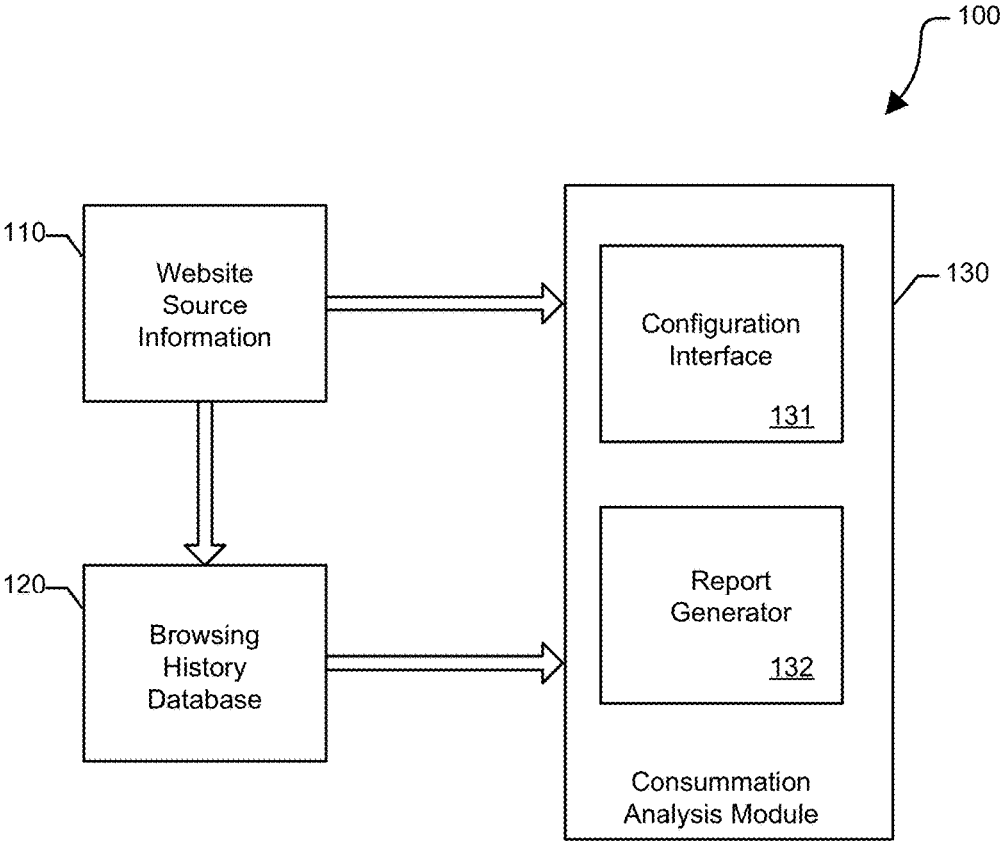 100
110
Website
Source
Information
130
Configuration
Interface
131
120
Browsing
History
Database
Report
Generator
132
Consummation
Analysis Module